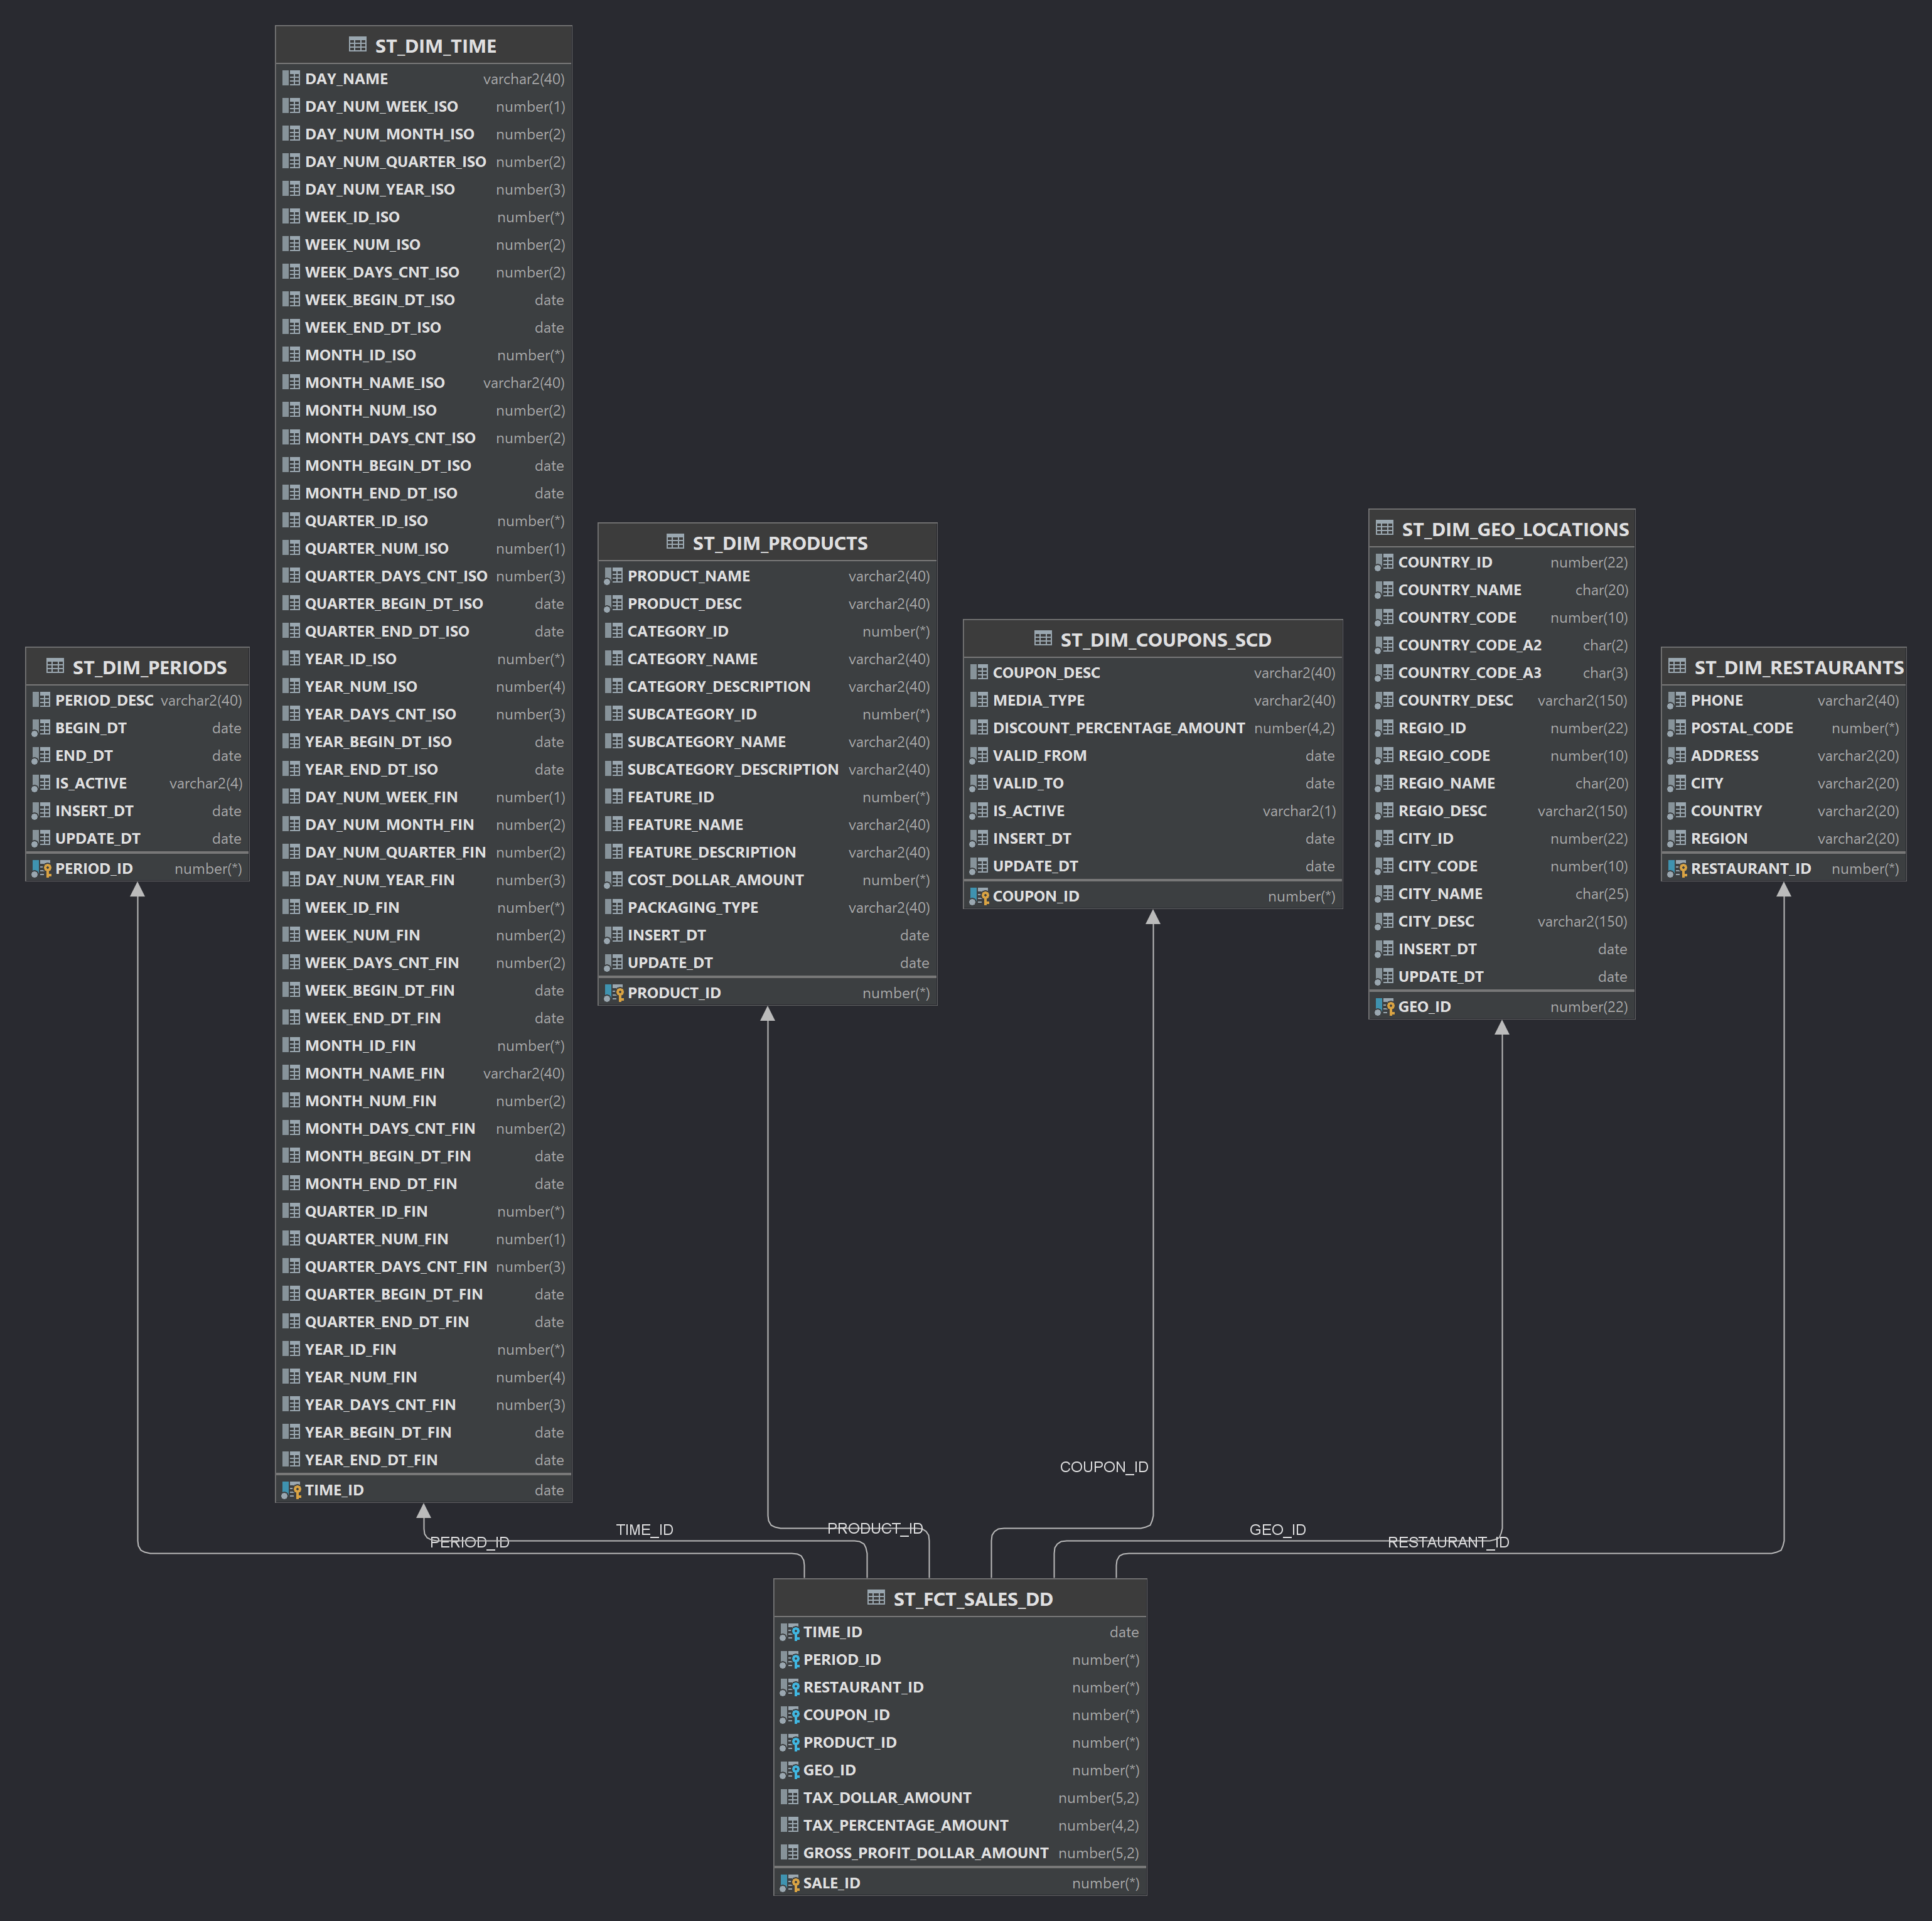 ST_DIM_TIME
DAY_NAME varchar2(40)
DAY_NUM_WEEK_ISO number(1)
DAY_NUM_MONTH_ISO number(2)
DAY_NUM_QUARTER_ISO number(2)
DAY_NUM_YEAR_ISO number(3)
WEEK_ID_ISO number(*)
WEEK_NUM_ISO number(2)
WEEK_DAYS_CNT_ISO number(2)
WEEK_BEGIN_DT_ISO date
WEEK_END_DT_ISO date
MONTH_ID_ISO number(*)
MONTH_NAME_ISO varchar2(40)
MONTH_NUM_ISO number(2)
MONTH_DAYS_CNT_ISO number(2)
MONTH_BEGIN_DT_ISO date
MONTH_END_DT_ISO date
QUARTER_ID_ISO number(*)
QUARTER_NUM_ISO number(1)
QUARTER_DAYS_CNT_ISO number(3)
QUARTER_BEGIN_DT_ISO date
QUARTER_END_DT_ISO date
YEAR_ID_ISO number(*)
YEAR_NUM_ISO number(4)
YEAR_DAYS_CNT_ISO number(3)
YEAR_BEGIN_DT_ISO date
YEAR_END_DT_ISO date
DAY_NUM_WEEK_FIN number(1)
DAY_NUM_MONTH_FIN number(2)
DAY_NUM_QUARTER_FIN number(2)
DAY_NUM_YEAR_FIN number(3)
WEEK_ID_FIN number(*)
WEEK_NUM_FIN number(2)
WEEK_DAYS_CNT_FIN number(2)
WEEK_BEGIN_DT_FIN date
WEEK_END_DT_FIN date
MONTH_ID_FIN number(*)
MONTH_NAME_FIN varchar2(40)
MONTH_NUM_FIN number(2)
MONTH_DAYS_CNT_FIN number(2)
MONTH_BEGIN_DT_FIN date
MONTH_END_DT_FIN date
QUARTER_ID_FIN number(*)
QUARTER_NUM_FIN number(1)
QUARTER_DAYS_CNT_FIN number(3)
QUARTER_BEGIN_DT_FIN date
QUARTER_END_DT_FIN date
YEAR_ID_FIN number(*)
YEAR_NUM_FIN number(4)
YEAR_DAYS_CNT_FIN number(3)
YEAR_BEGIN_DT_FIN date
YEAR_END_DT_FIN date
TIME_ID date
ST_DIM_PERIODS
PERIOD_DESC varchar2(40)
BEGIN_DT date
END_DT date
IS_ACTIVE varchar2(4)
INSERT_DT date
UPDATE_DT date
PERIOD_ID number(*)
ST_DIM_PRODUCTS
PRODUCT_NAME varchar2(40)
PRODUCT_DESC varchar2(40)
CATEGORY_ID number(*)
CATEGORY_NAME varchar2(40)
CATEGORY_DESCRIPTION varchar2(40)
SUBCATEGORY_ID number(*)
SUBCATEGORY_NAME varchar2(40)
SUBCATEGORY_DESCRIPTION varchar2(40)
FEATURE_ID number(*)
FEATURE_NAME varchar2(40)
FEATURE_DESCRIPTION varchar2(40)
COST_DOLLAR_AMOUNT number(*)
PACKAGING_TYPE varchar2(40)
INSERT_DT date
UPDATE_DT date
PRODUCT_ID number(*)
ST_DIM_COUPONS_SCD
COUPON_DESC varchar2(40)
MEDIA_TYPE varchar2(40)
DISCOUNT_PERCENTAGE_AMOUNT number(4,2)
VALID_FROM date
VALID_TO date
IS_ACTIVE varchar2(1)
INSERT_DT date
UPDATE_DT date
COUPON_ID number(*)
ST_DIM_GEO_LOCATIONS
COUNTRY_ID number(22)
COUNTRY_NAME char(20)
COUNTRY_CODE number(10)
COUNTRY_CODE_A2 char(2)
COUNTRY_CODE_A3 char(3)
COUNTRY_DESC varchar2(150)
REGIO_ID number(22)
REGIO_CODE number(10)
REGIO_NAME char(20)
REGIO_DESC varchar2(150)
CITY_ID number(22)
CITY_CODE number(10)
CITY_NAME char(25)
CITY_DESC varchar2(150)
INSERT_DT date
UPDATE_DT date
GEO_ID number(22)
ST_DIM_RESTAURANTS
PHONE varchar2(40)
POSTAL_CODE number(*)
ADDRESS varchar2(20)
CITY varchar2(20)
COUNTRY varchar2(20)
REGION varchar2(20)
RESTAURANT_ID number(*)
COUPON_ID
TIME_ID
PRODUCT_ID
GEO_ID
PERIOD_ID
RESTAURANT_ID
ST_FCT_SALES_DD
TIME_ID date
PERIOD_ID number(*)
RESTAURANT_ID number(*)
COUPON_ID number(*)
PRODUCT_ID number(*)
GEO_ID number(*)
TAX_DOLLAR_AMOUNT number(5,2)
TAX_PERCENTAGE_AMOUNT number(4,2)
GROSS_PROFIT_DOLLAR_AMOUNT number(5,2)
SALE_ID number(*)